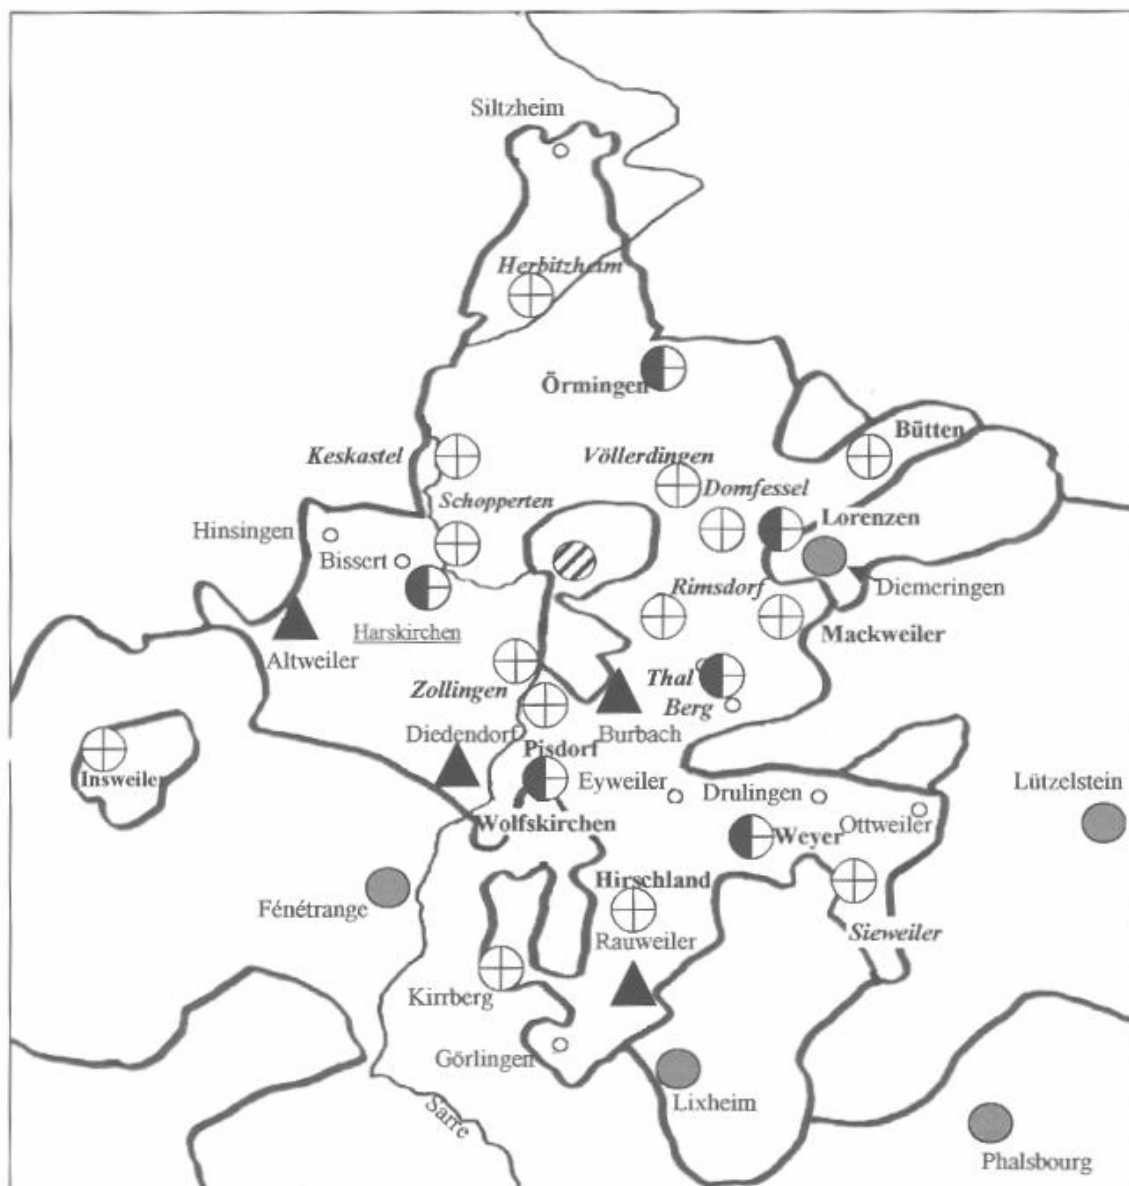 Siltzheim
Herbitzheim
Örmingen
Bütten
Keskastel
Völlerdingen
Domfessel
Schopperten
Lorenzen
Hinsingen
Bissert
Rimsdorf
Diemeringen
Harskirchen
Mackweiler
Altweiler
Thal
Zollingen
Berg
Diedendorf
Burbach
Pisdorf
Insweiler
Eyweiler
Drulingen
Lützelstein
Wolfskirchen
Weyer
Ottweiler
Hirschland
Fénétrange
Sieweiler
Rauweiler
Kirrberg
Görlingen
Lixheim
Sarre
Phalsbourg